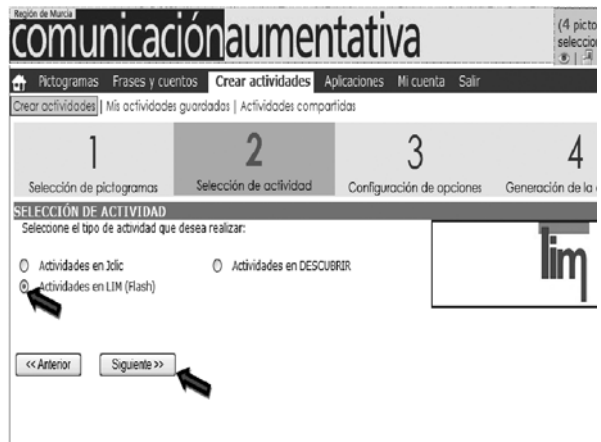 Región de Murcia
comunicaciónaumentativa
(4 picto
seleccion
Pictogramas Frases y cuentos Crear actividades Aplicaciones Mi cuenta Salir
Crear actividades | Mis actividades guardadas | Actividades compartidas
1 2 3 4
Selección de pictogramas Selección de actividad Configuración de opciones Generación de la
SELECCIÓN DE ACTIVIDAD
Seleccione el tipo de actividad que desea realizar:
Actividades en Jclic Actividades en DESCUBRIR
Actividades en LIM (Flash)
lim
<< Anterior Siguiente >>